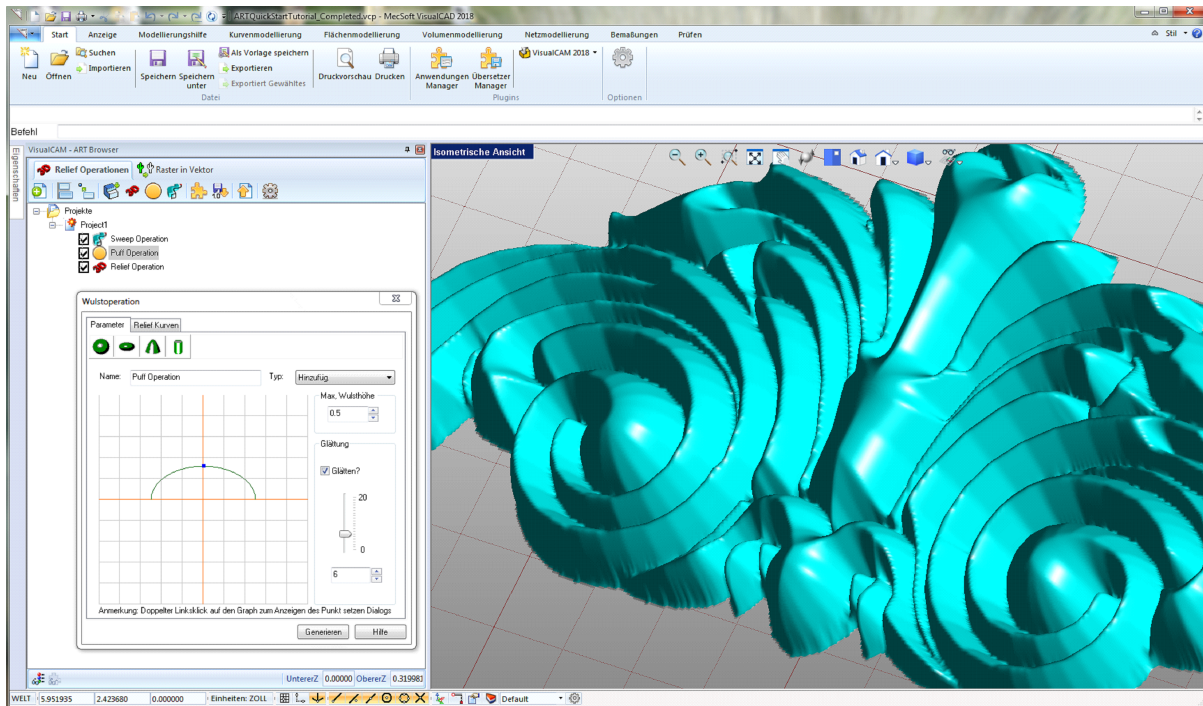 ARTQuickStartTutorial_Completed.vcp - MecSoft VisualCAD 2018
Start Anzeige Modellierungshilfe Kurvenmodellierung Flächenmodellierung Volumenmodellierung Netzmodellierung Bemaßungen Prüfen Stil
Neu Öffnen Suchen Importieren
Speichern Speichern unter Als Vorlage speichern Exportieren Exportiert Gewähltes
Druckvorschau Drucken
Anwendungen Manager Übersetzer Manager VisualCAM 2018
Datei Plugins Optionen
Befehl
Eigenschaften
VisualCAM - ART Browser
Relief Operationen Raster in Vektor
Projekte
Project1
Sweep Operation
Puff Operation
Relief Operation
Wulstoperation
Parameter Relief Kurven
Name: Puff Operation Typ: Hinzufüg
Max. Wulsthöhe
0.5
Glättung
Glätten?
20
0
6
Anmerkung: Doppelter Linksklick auf den Graph zum Anzeigen des Punkt setzen Dialogs
Generieren Hilfe
UntererZ 0.00000 ObererZ 0.319983
Isometrische Ansicht
WELT 5.951935 2.423680 0.000000 Einheiten: ZOLL Default